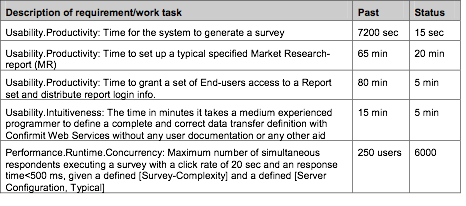 Description of requirement/work task Past Status
Usability.Productivity: Time for the system to generate a survey 7200 sec 15 sec
Usability.Productivity: Time to set up a typical specified Market Research- 65 min 20 min
report (MR)
Usability.Productivity: Time to grant a set of End-users access to a Report 80 min 5 min
set and distribute report login info.
Usability.Intuitiveness: The time in minutes it takes a medium experienced 15 min 5 min
programmer to define a complete and correct data transfer definition with
Confirmit Web Services without any user documentation or any other aid
Performance.Runtime.Concurrency: Maximum number of simultaneous 250 users 6000
respondents executing a survey with a click rate of 20 sec and an response
time<500 ms, given a defined [Survey-Complexity] and a defined [Server
Configuration, Typical]